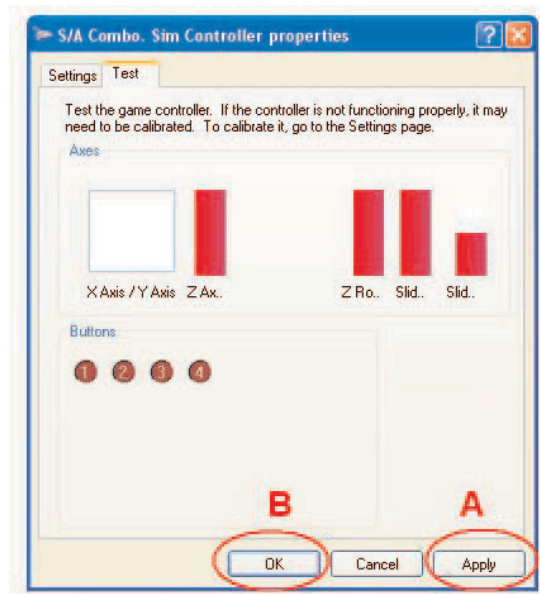 S/A Combo. Sim Controller properties
Settings Test
Test the game controller. If the controller is not functioning properly, it may
need to be calibrated. To calibrate it, go to the Settings page.
Axes
X Axis / Y Axis Z Ax.. Z Ro.. Slid.. Slid..
Buttons
1 2 3 4
B A
OK Cancel Apply